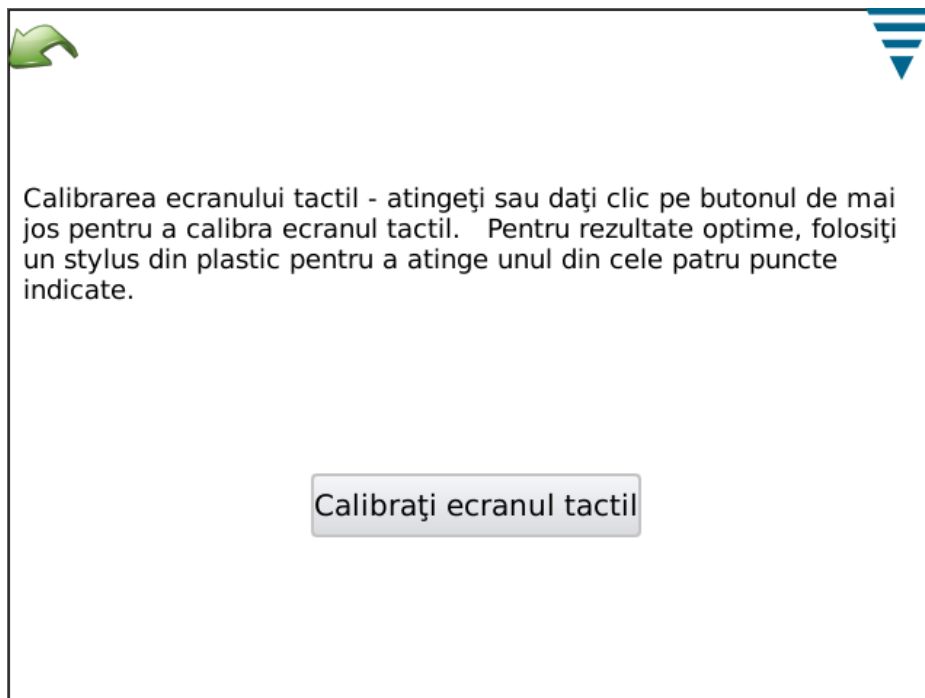 Calibrarea ecranului tactil - atingeţi sau daţi clic pe butonul de mai
jos pentru a calibra ecranul tactil.   Pentru rezultate optime, folosiţi
un stylus din plastic pentru a atinge unul din cele patru puncte
indicate.
Calibraţi ecranul tactil